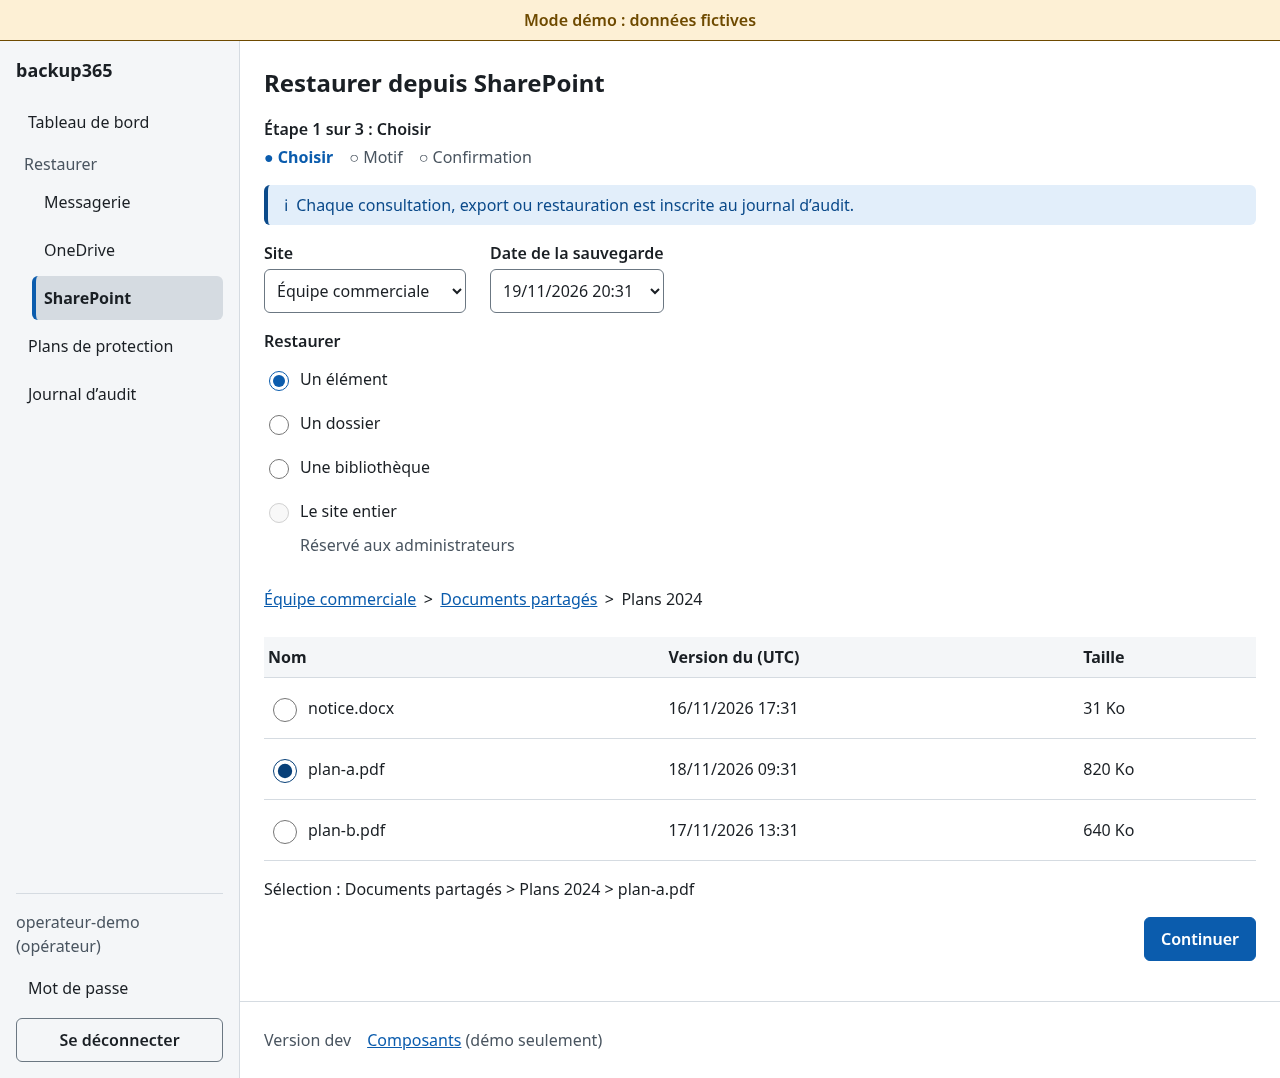 Mode démo : données fictives
backup365
Tableau de bord
Restaurer
Messagerie
OneDrive
SharePoint
Plans de protection
Journal d’audit
operateur-demo
(opérateur)
Mot de passe
Se déconnecter
Restaurer depuis SharePoint
Étape 1 sur 3 : Choisir
● Choisir ○ Motif ○ Confirmation
i Chaque consultation, export ou restauration est inscrite au journal d’audit.
Site Date de la sauvegarde
Équipe commerciale 19/11/2026 20:31
Restaurer
Un élément
Un dossier
Une bibliothèque
Le site entier
Réservé aux administrateurs
Équipe commerciale > Documents partagés > Plans 2024
Nom Version du (UTC) Taille
notice.docx 16/11/2026 17:31 31 Ko
plan-a.pdf 18/11/2026 09:31 820 Ko
plan-b.pdf 17/11/2026 13:31 640 Ko
Sélection : Documents partagés > Plans 2024 > plan-a.pdf
Continuer
Version dev Composants (démo seulement)